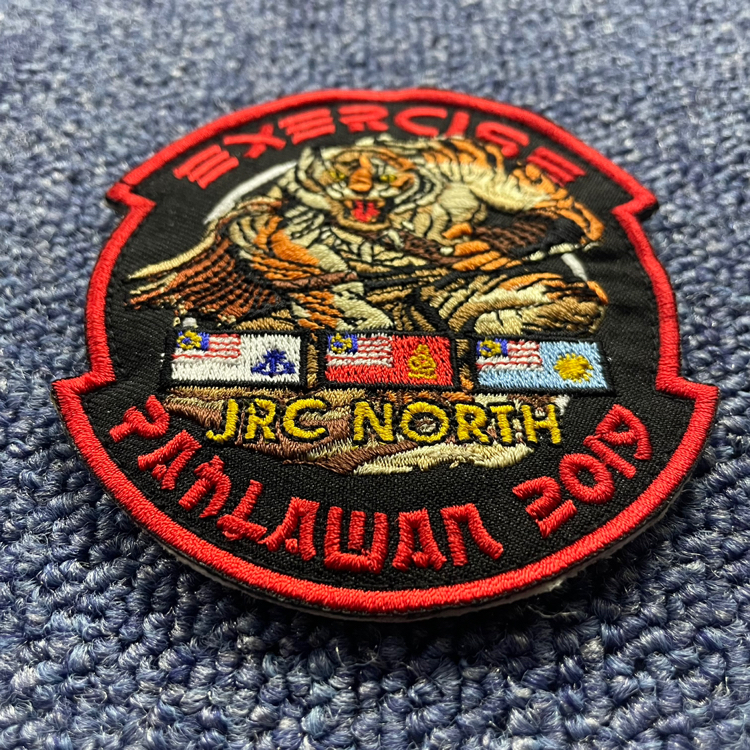 EXERCISE
JRC NORTH
PAHLAWAN 2019